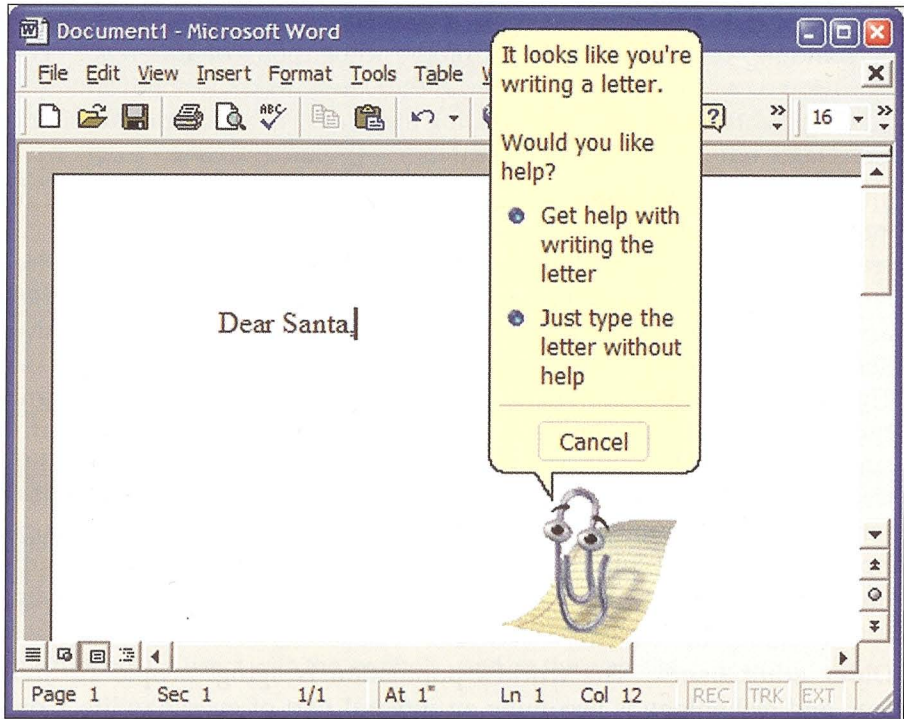 Document1 - Microsoft Word
File Edit View Insert Format Tools Table
ABC
16
It looks like you're
writing a letter.
Would you like
help?
Get help with
writing the
letter
Just type the
letter without
help
Cancel
Dear Santa,
Page 1 Sec 1 1/1 At 1" Ln 1 Col 12 REC TRK EXT